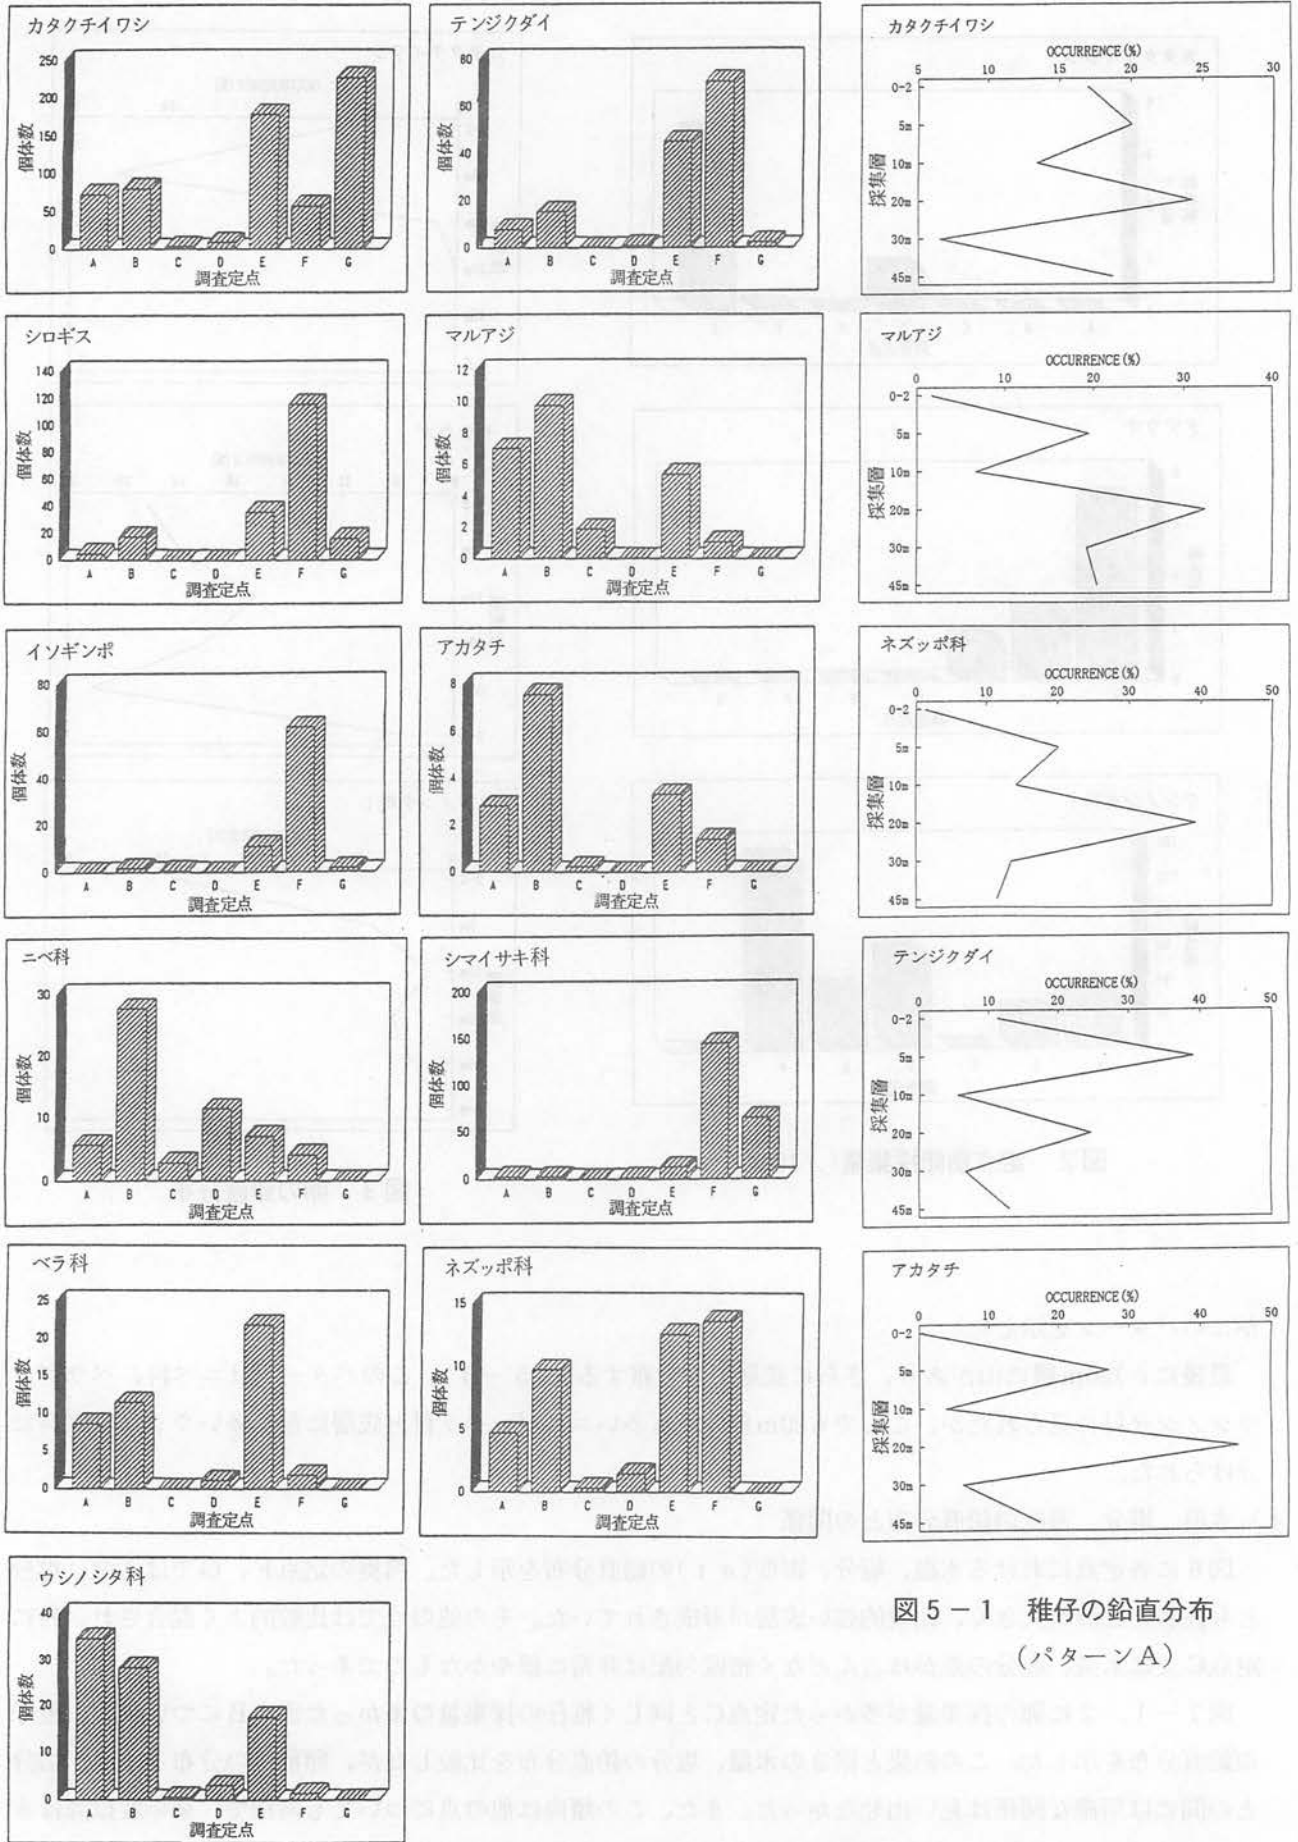 カタクチイワシ
250
200
150
100
50
0
個体数
A B C D E F G
調査定点
テンジクダイ
80
60
40
20
0
個体数
A B C D E F G
調査定点
カタクチイワシ
OCCURRENCE(%)
5 10 15 20 25 30
採集層
0-2
5m
10m
20m
30m
45m
シロギス
140
120
100
80
60
40
20
0
個体数
A B C D E F G
調査定点
マルアジ
12
10
8
6
4
2
0
個体数
A B C D E F G
調査定点
マルアジ
OCCURRENCE(%)
0 10 20 30 40
採集層
0-2
5m
10m
20m
30m
45m
イソギンポ
80
60
40
20
0
個体数
A B C D E F G
調査定点
アカタチ
8
6
4
2
0
個体数
A B C D E F G
調査定点
ネズッポ科
OCCURRENCE(%)
0 10 20 30 40 50
採集層
0-2
5m
10m
20m
30m
45m
ニベ科
30
20
10
0
個体数
A B C D E F G
調査定点
シマイサキ科
200
150
100
50
0
個体数
A B C D E F G
調査定点
テンジクダイ
OCCURRENCE(%)
0 10 20 30 40 50
採集層
0-2
5m
10m
20m
30m
45m
ベラ科
25
20
15
10
5
0
個体数
A B C D E F G
調査定点
ネズッポ科
15
10
5
0
個体数
A B C D E F G
調査定点
アカタチ
OCCURRENCE(%)
0 10 20 30 40 50
採集層
0-2
5m
10m
20m
30m
45m
ウシノシタ科
40
30
20
10
0
個体数
A B C D E F G
調査定点
図5-1 稚仔の鉛直分布
(パターンA)